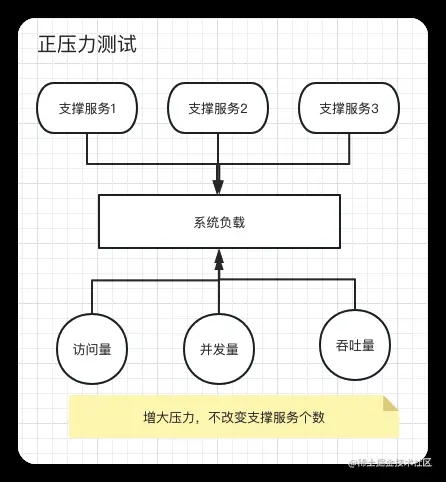 正压力测试
支撑服务1
支撑服务2
支撑服务3
系统负载
访问量
并发量
吞吐量
增大压力，不改变支撑服务个数
@稀土掘金技术社区